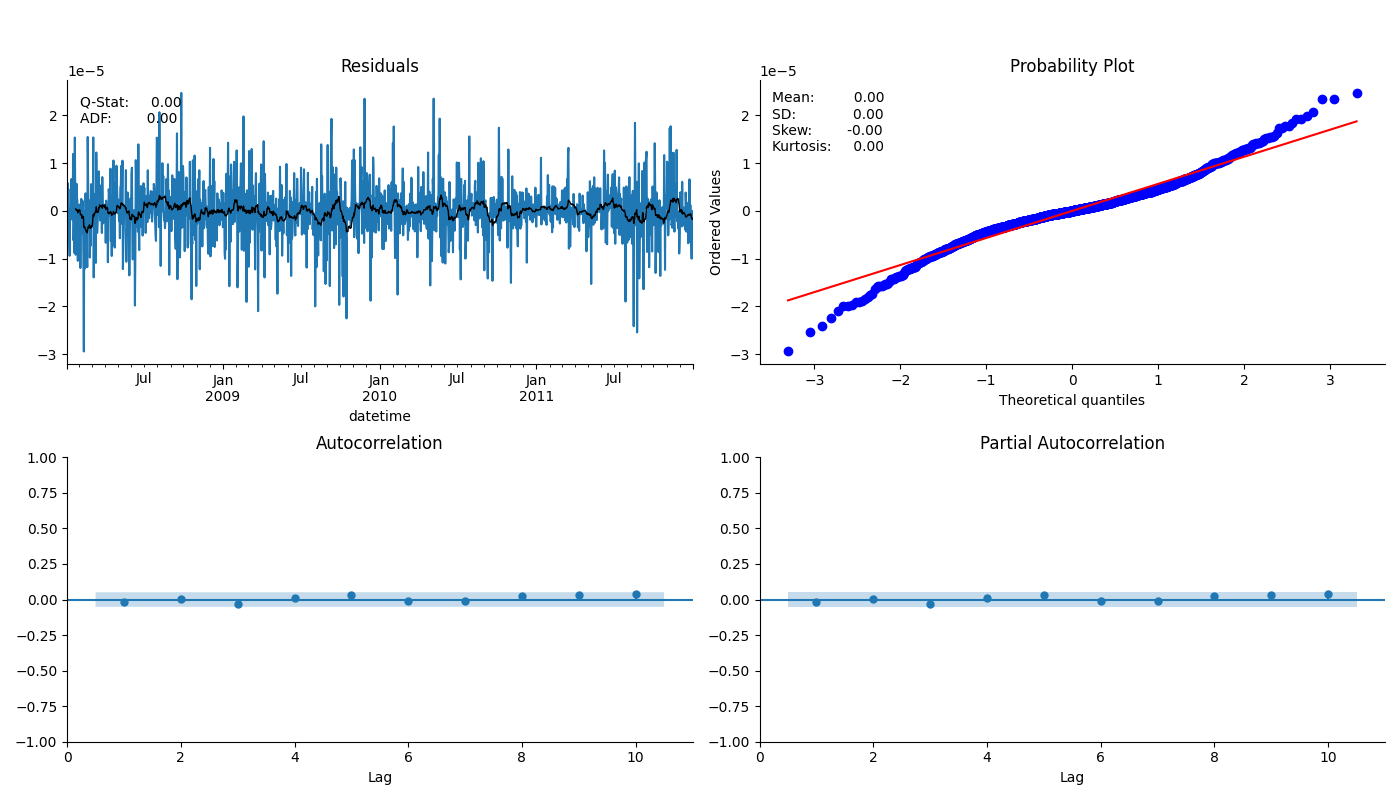 Residuals
1e−5
Q-Stat: 0.00
ADF: 0.00
2
1
0
−1
−2
−3
Jul
Jan
2009
Jul
Jan
2010
Jul
Jan
2011
Jul
datetime
Probability Plot
1e−5
Mean: 0.00
SD: 0.00
Skew: -0.00
Kurtosis: 0.00
Ordered Values
2
1
0
−1
−2
−3
−3 −2 −1 0 1 2 3
Theoretical quantiles
Autocorrelation
1.00
0.75
0.50
0.25
0.00
−0.25
−0.50
−0.75
−1.00
0 2 4 6 8 10
Lag
Partial Autocorrelation
1.00
0.75
0.50
0.25
0.00
−0.25
−0.50
−0.75
−1.00
0 2 4 6 8 10
Lag